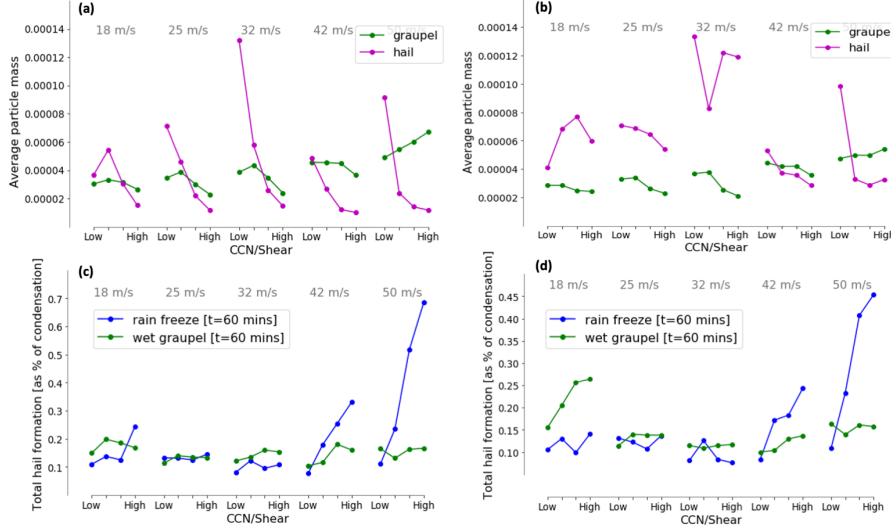 (a)
18 m/s 25 m/s 32 m/s 42 m/s
graupel
hail
0.00014
0.00012
0.00010
0.00008
0.00006
0.00004
0.00002
Average particle mass
Low High Low High Low High Low High Low High
CCN/Shear
(b)
18 m/s 25 m/s 32 m/s 42 m/s
graupel
hail
0.00014
0.00012
0.00010
0.00008
0.00006
0.00004
0.00002
Average particle mass
Low High Low High Low High Low High Low High
CCN/Shear
(c)
18 m/s 25 m/s 32 m/s 42 m/s 50 m/s
rain freeze [t=60 mins]
wet graupel [t=60 mins]
0.7
0.6
0.5
0.4
0.3
0.2
0.1
Total hail formation [as % of condensation]
Low High Low High Low High Low High Low High
CCN/Shear
(d)
18 m/s 25 m/s 32 m/s 42 m/s 50 m/s
rain freeze [t=60 mins]
wet graupel [t=60 mins]
0.45
0.40
0.35
0.30
0.25
0.20
0.15
0.10
Total hail formation [as % of condensation]
Low High Low High Low High Low High Low High
CCN/Shear